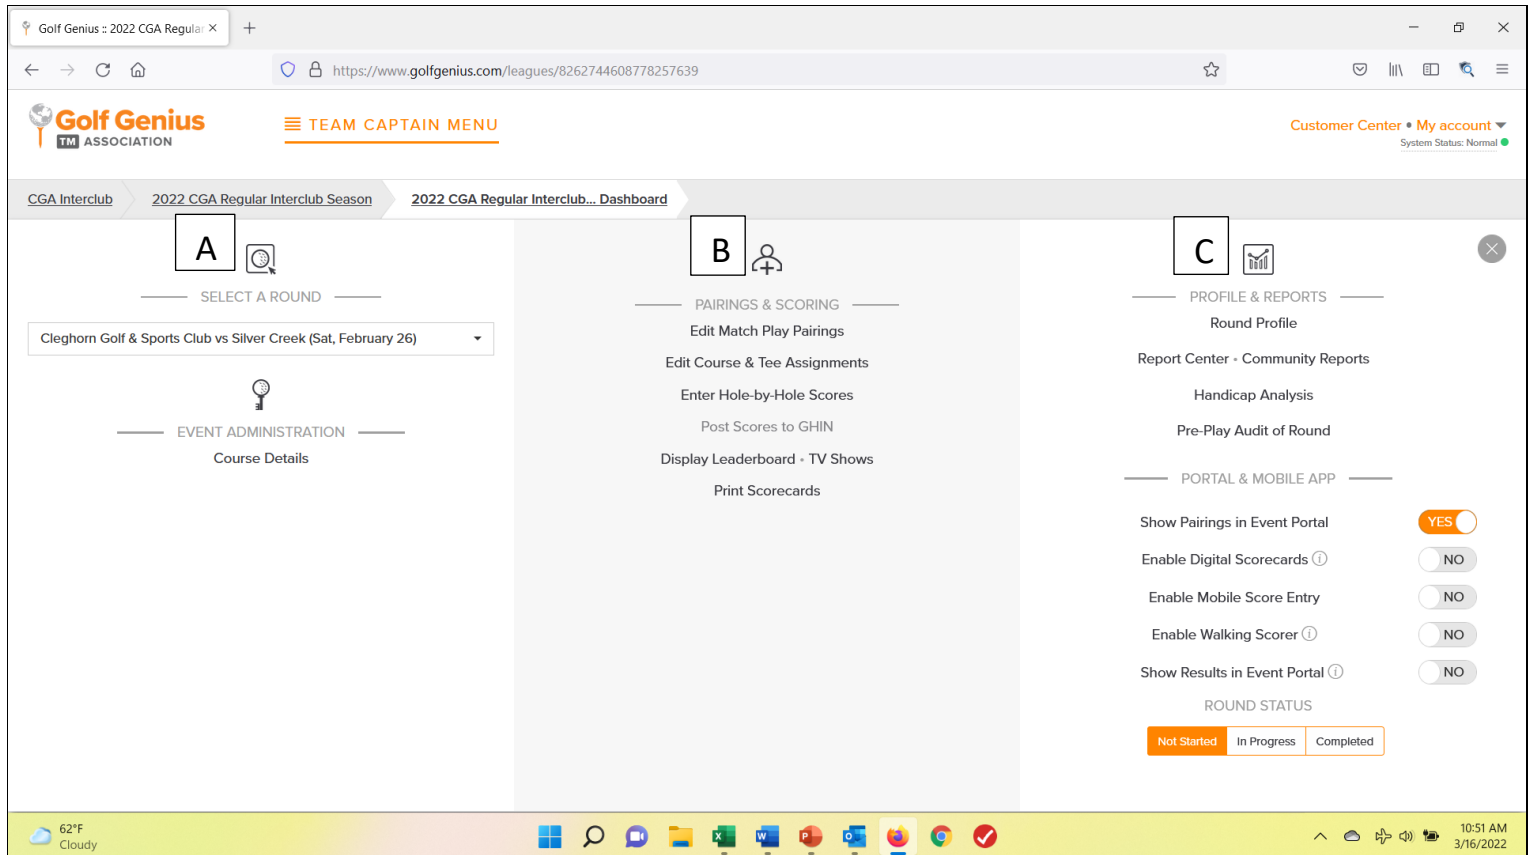 Golf Genius :: 2022 CGA Regular
https://www.golfgenius.com/leagues/8262744608778257639
Golf Genius
TM ASSOCIATION
TEAM CAPTAIN MENU
Customer Center • My account
System Status: Normal
CGA Interclub
2022 CGA Regular Interclub Season
2022 CGA Regular Interclub... Dashboard
A
SELECT A ROUND
Cleghorn Golf & Sports Club vs Silver Creek (Sat, February 26)
EVENT ADMINISTRATION
Course Details
B
PAIRINGS & SCORING
Edit Match Play Pairings
Edit Course & Tee Assignments
Enter Hole-by-Hole Scores
Post Scores to GHIN
Display Leaderboard • TV Shows
Print Scorecards
C
PROFILE & REPORTS
Round Profile
Report Center • Community Reports
Handicap Analysis
Pre-Play Audit of Round
PORTAL & MOBILE APP
Show Pairings in Event Portal YES
Enable Digital Scorecards NO
Enable Mobile Score Entry NO
Enable Walking Scorer NO
Show Results in Event Portal NO
ROUND STATUS
Not Started In Progress Completed
62°F
Cloudy
10:51 AM
3/16/2022